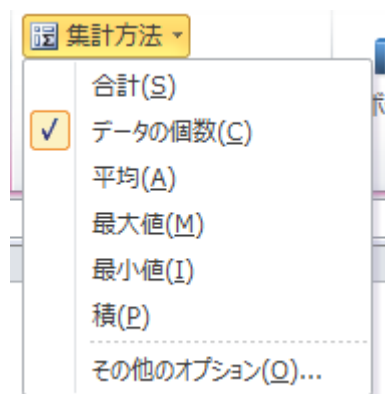 集計方法
合計(S)
データの個数(C)
平均(A)
最大値(M)
最小値(I)
積(P)
その他のオプション(O)...